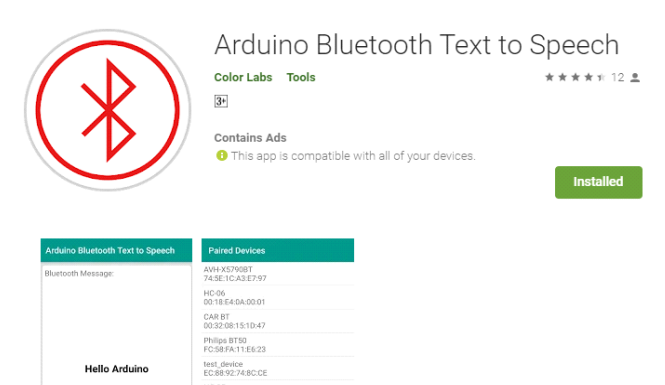 Arduino Bluetooth Text to Speech
Color Labs Tools
12
3+
Contains Ads
This app is compatible with all of your devices.
Installed
Arduino Bluetooth Text to Speech
Bluetooth Message:
Hello Arduino
Paired Devices
AVH-X5790BT
74:5E:1C:A3:E7:97
HC-06
00:18:E4:0A:00:01
CAR BT
00:32:08:15:1D:47
Philips BT50
FC:58:FA:11:E6:23
test_device
EC:88:92:74:8C:CE